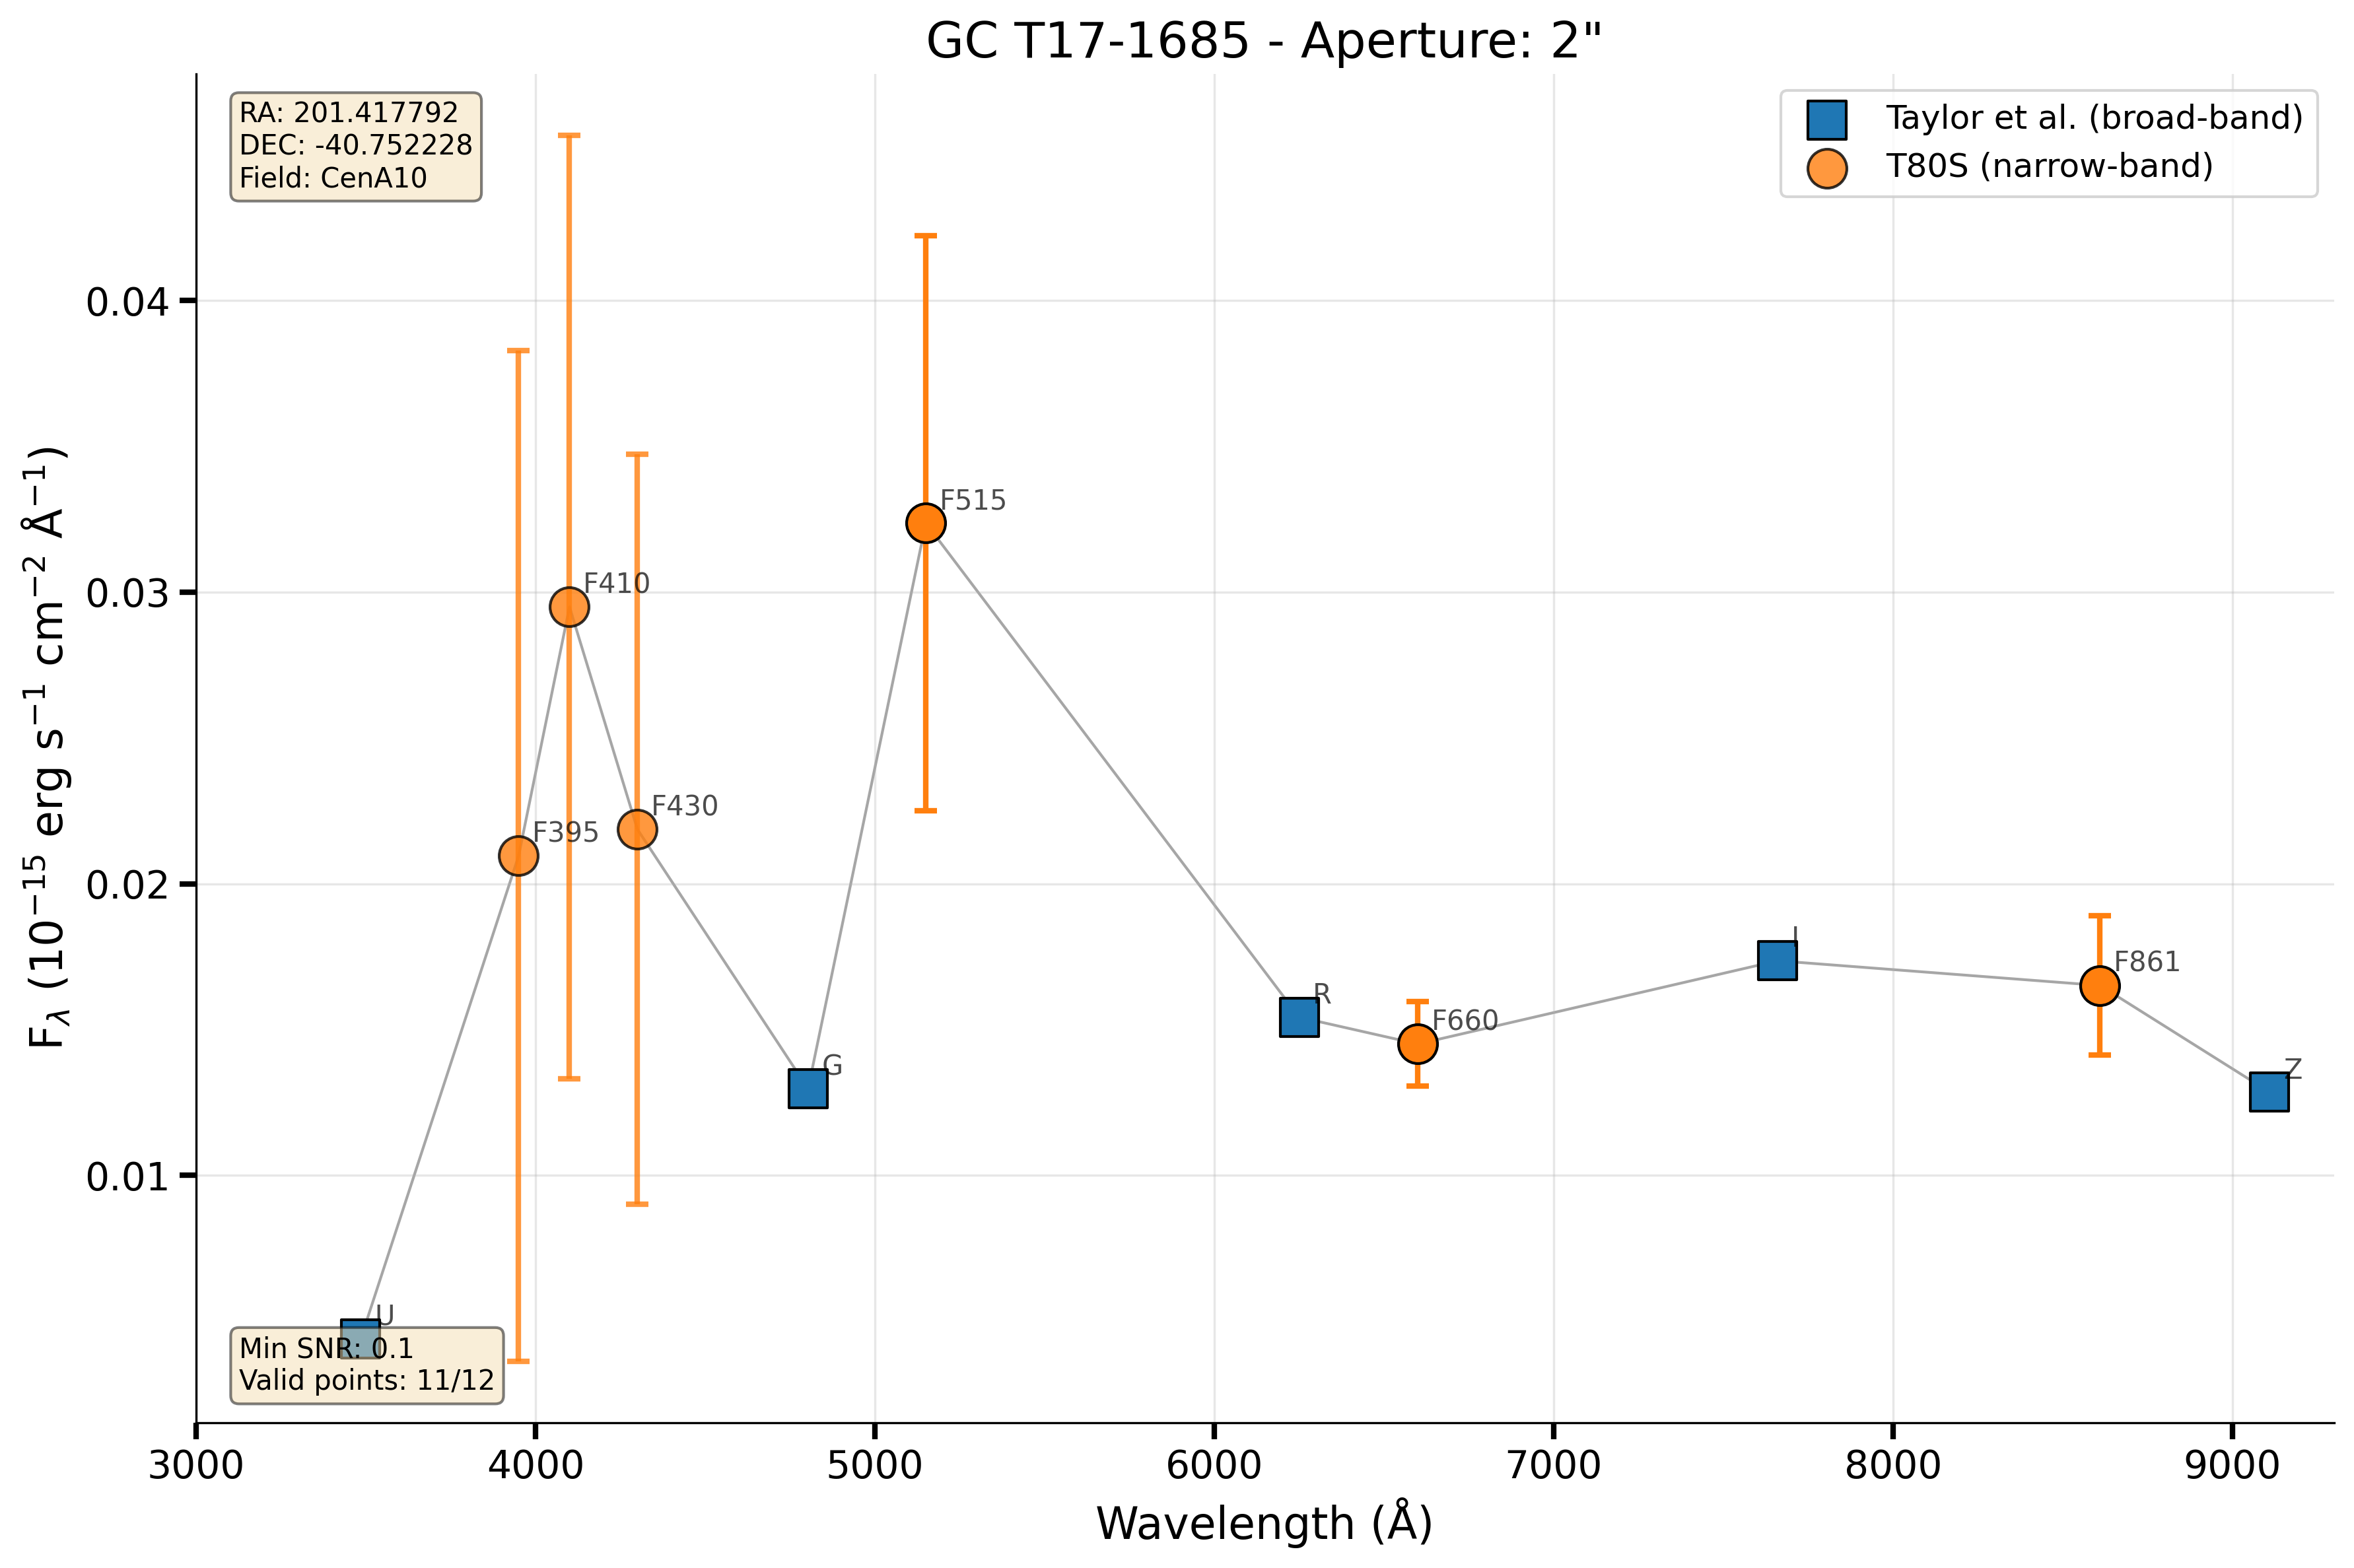 GC T17-1685 - Aperture: 2"
RA: 201.417792
DEC: -40.752228
Field: CenA10
Taylor et al. (broad-band)
T80S (narrow-band)
F515
F410
F430
F395
G
R
F660
I
F861
Z
U
Min SNR: 0.1
Valid points: 11/12
0.04
0.03
0.02
0.01
F_λ (10⁻¹⁵ erg s⁻¹ cm⁻² Å⁻¹)
3000 4000 5000 6000 7000 8000 9000
Wavelength (Å)